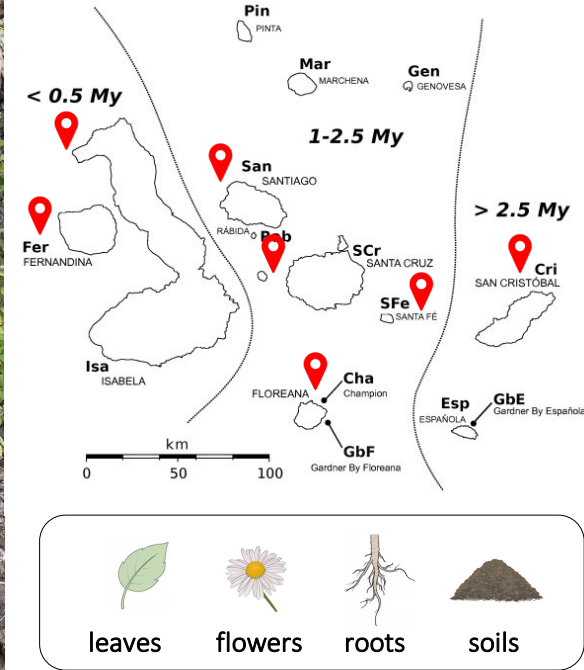 Pin
PINTA
Mar
MARCHENA
Gen
GENOVESA
< 0.5 My
1-2.5 My
San
SANTIAGO
> 2.5 My
RÁBIDA
Fer
FERNANDINA
SCr
SANTA CRUZ
Cri
SAN CRISTÓBAL
SFe
SANTA FÉ
Isa
ISABELA
FLOREANA
Cha
Champion
Esp
ESPAÑOLA
GbE
Gardner By Española
GbF
Gardner By Floreana
km
0 50 100
leaves flowers roots soils